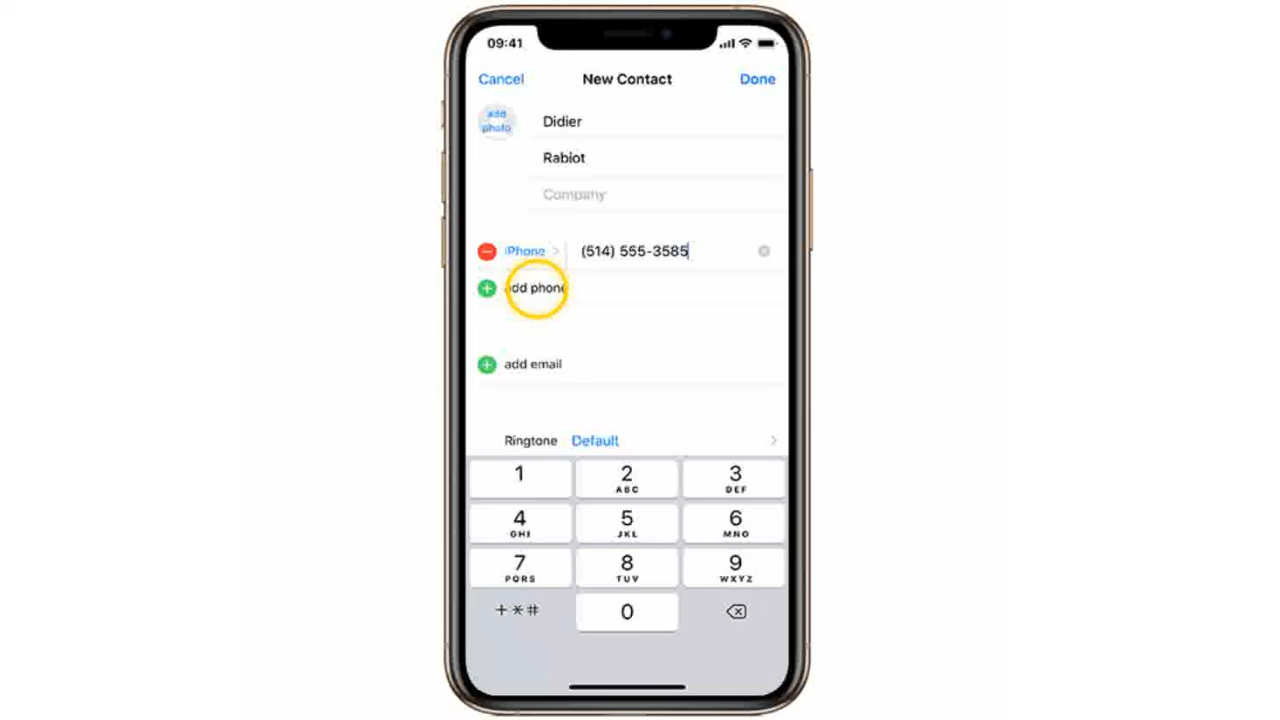 09:41
Cancel New Contact Done
add photo
Didier
Rabiot
Company
iPhone (514) 555-3585
add phone
add email
Ringtone Default
1 2 3
ABC DEF
4 5 6
GHI JKL MNO
7 8 9
PQRS TUV WXYZ
+*# 0